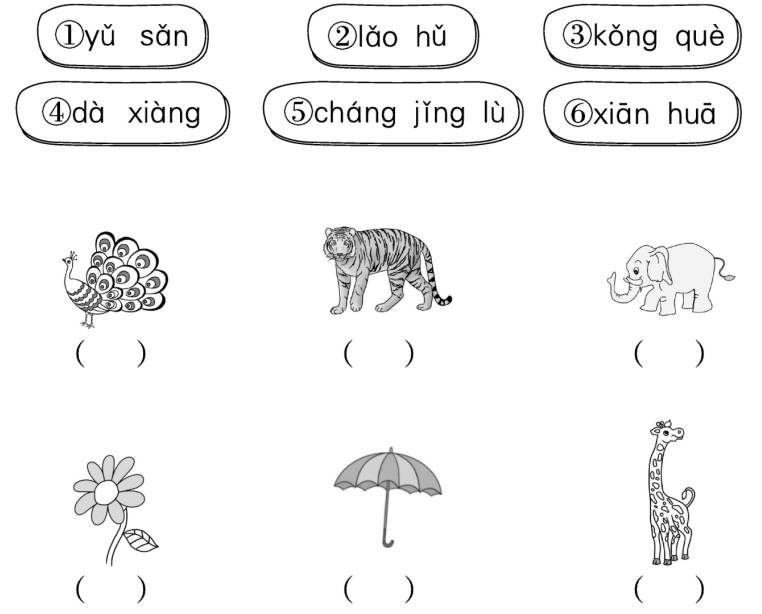 ①yǔ sǎn ②lǎo hǔ ③kǒng què
④dà xiàng ⑤cháng jǐng lù ⑥xiān huā
( ) ( ) ( )
( ) ( ) ( )